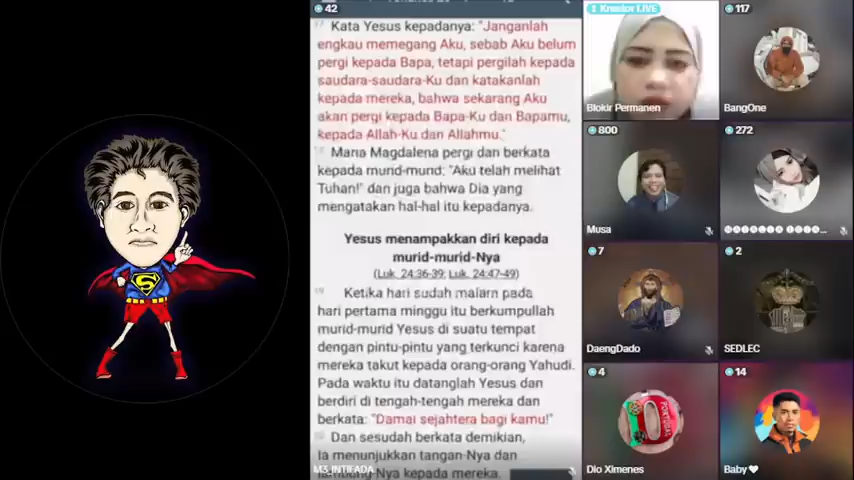 42
17 Kata Yesus kepadanya: "Janganlah
engkau memegang Aku, sebab Aku belum
pergi kepada Bapa, tetapi pergilah kepada
saudara-saudara-Ku dan katakanlah
kepada mereka, bahwa sekarang Aku
akan pergi kepada Bapa-Ku dan Bapamu,
kepada Allah-Ku dan Allahmu."
Maria Magdalena pergi dan berkata
kepada murid-murid: "Aku telah melihat
Tuhan!" dan juga bahwa Dia yang
mengatakan hal-hal itu kepadanya.
Yesus menampakkan diri kepada
murid-murid-Nya
(Luk. 24:36-39; Luk. 24:47-49)
19 Ketika hari sudah malam pada
hari pertama minggu itu berkumpullah
murid-murid Yesus di suatu tempat
dengan pintu-pintu yang terkunci karena
mereka takut kepada orang-orang Yahudi.
Pada waktu itu datanglah Yesus dan
berdiri di tengah-tengah mereka dan
berkata: "Damai sejahtera bagi kamu!"
Dan sesudah berkata demikian,
Ia menunjukkan tangan-Nya dan
lambung-Nya kepada mereka.
M3 INTIFADA
Kreator LIVE
Blokir Permanen
117
BangOne
800
Musa
272
7
DaengDado
2
SEDLEC
4
PORTUGAL
Dio Ximenes
14
Baby
S